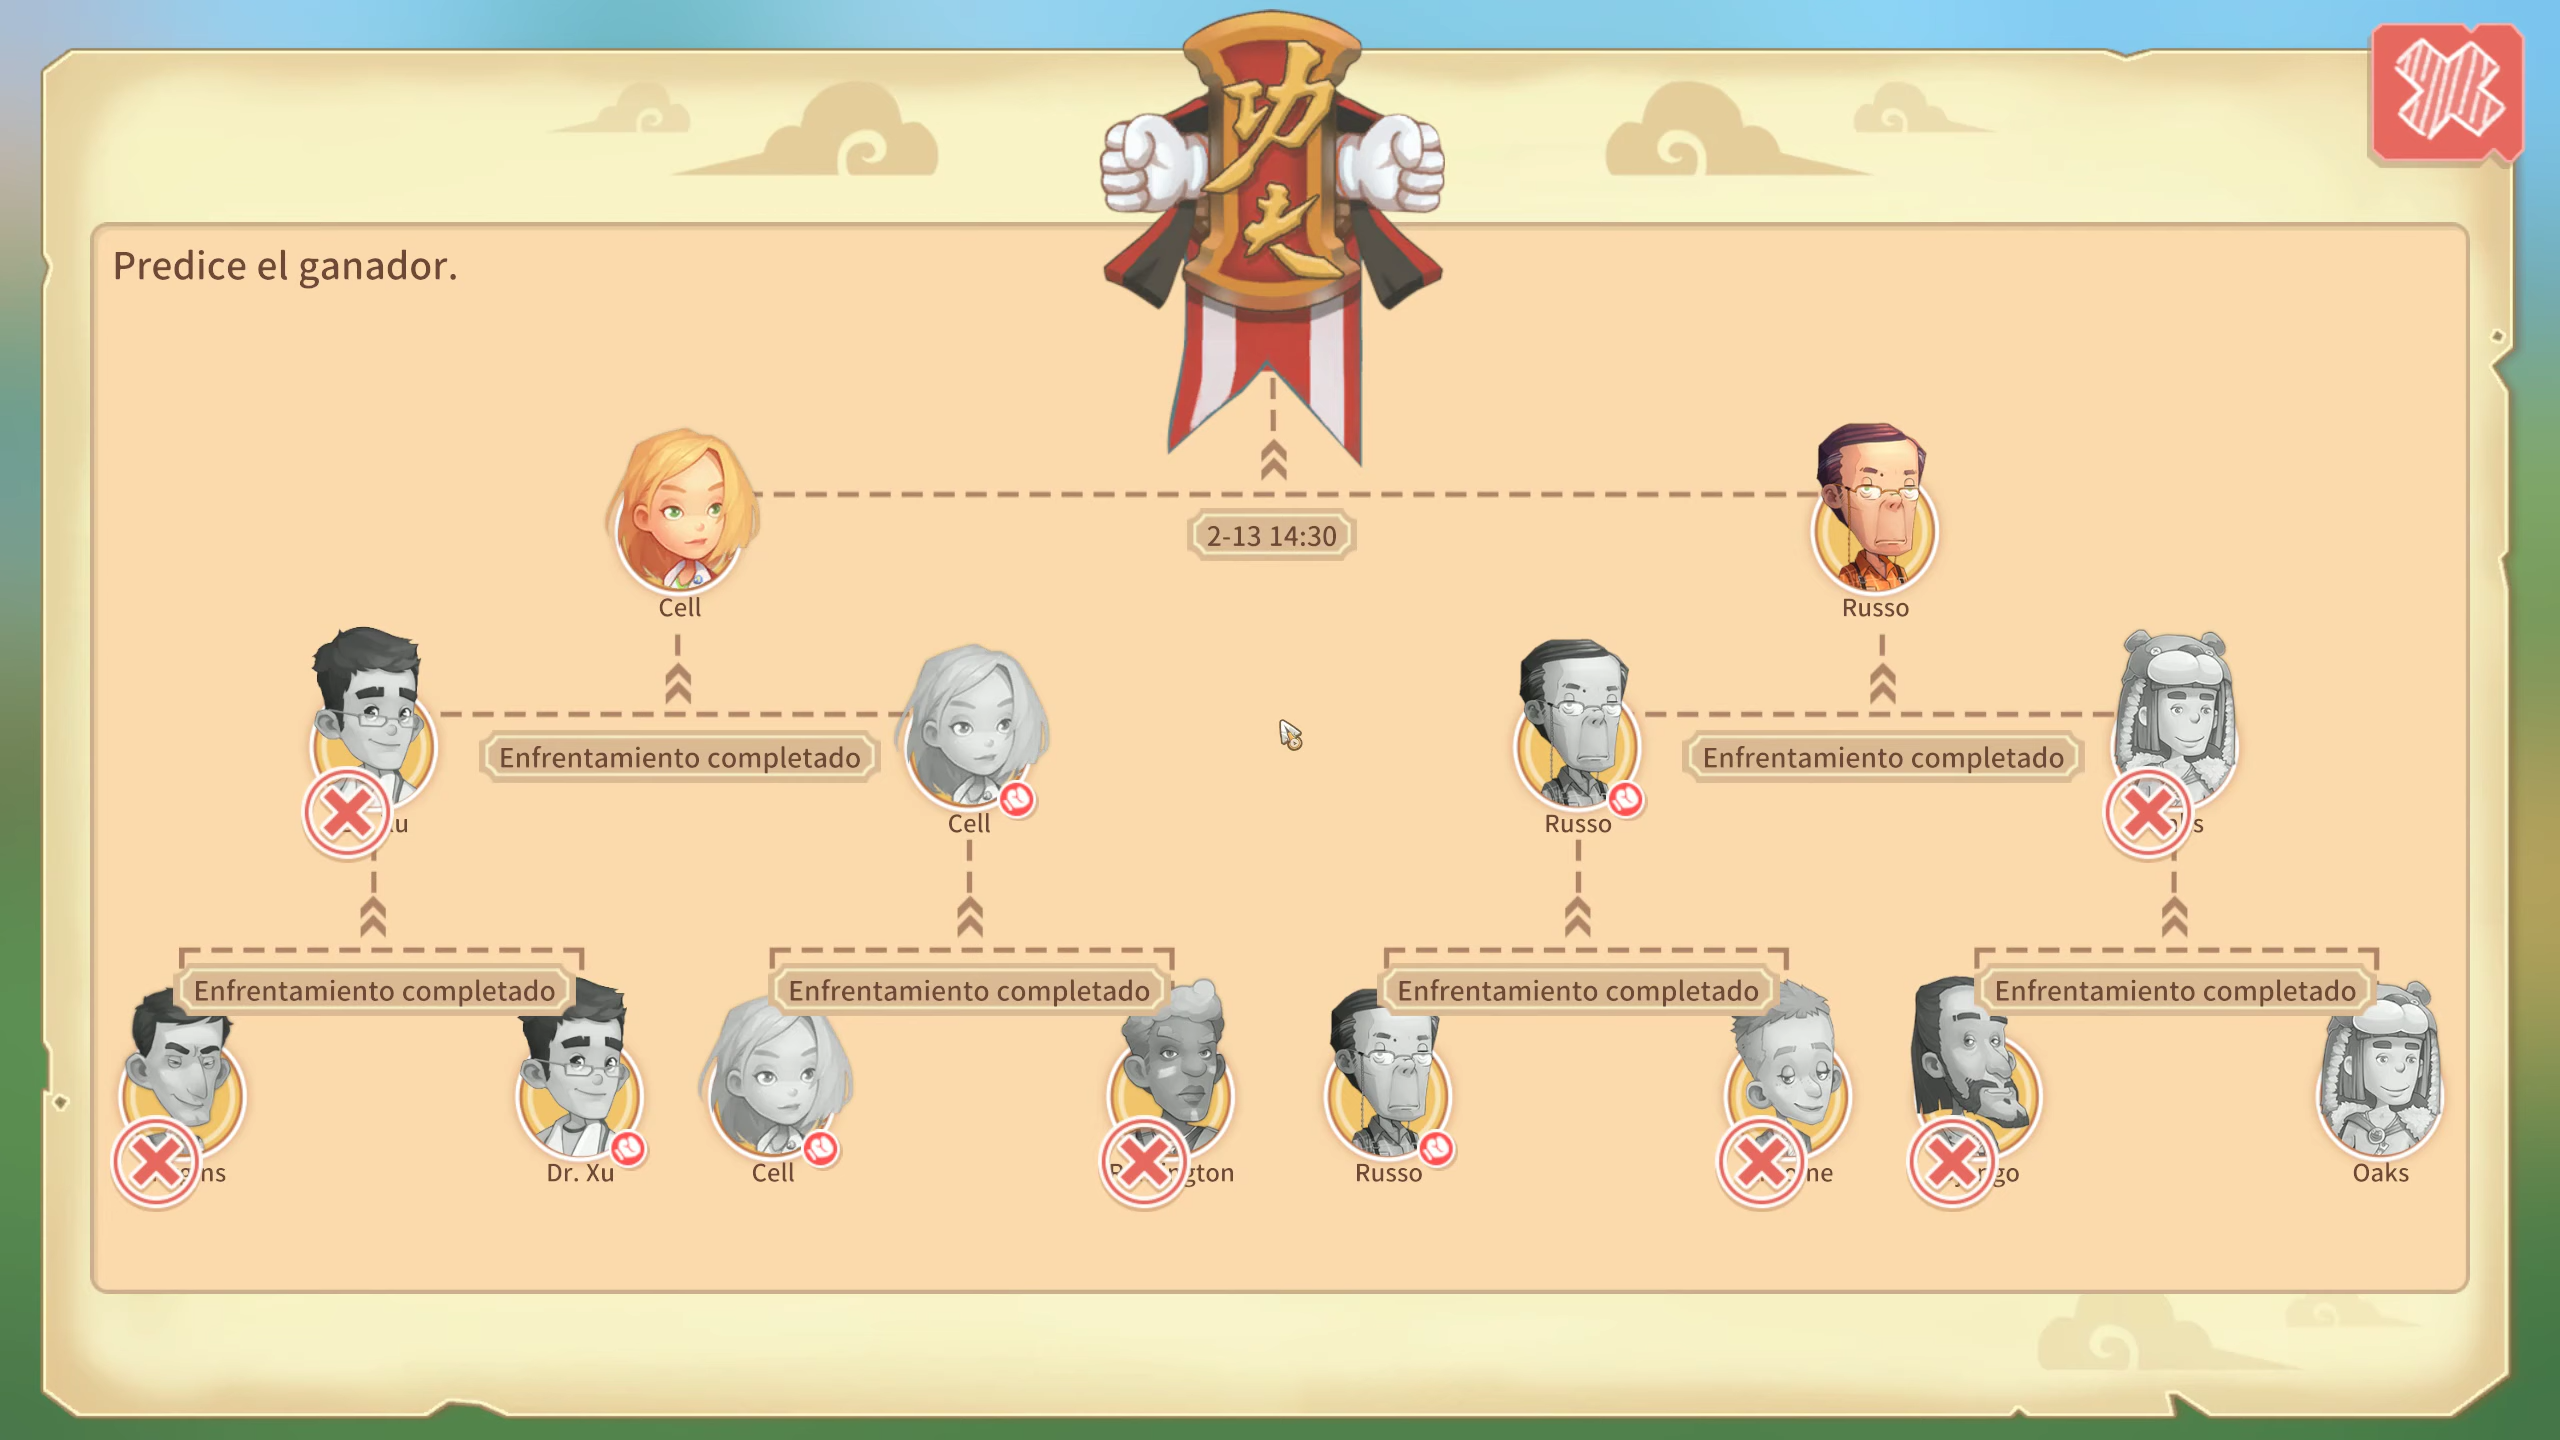 功
夫
Predice el ganador.
2-13 14:30
Cell
Russo
Enfrentamiento completado
Enfrentamiento completado
Cell
Russo
Enfrentamiento completado
Enfrentamiento completado
Enfrentamiento completado
Enfrentamiento completado
Dr. Xu
Cell
Russo
Oaks